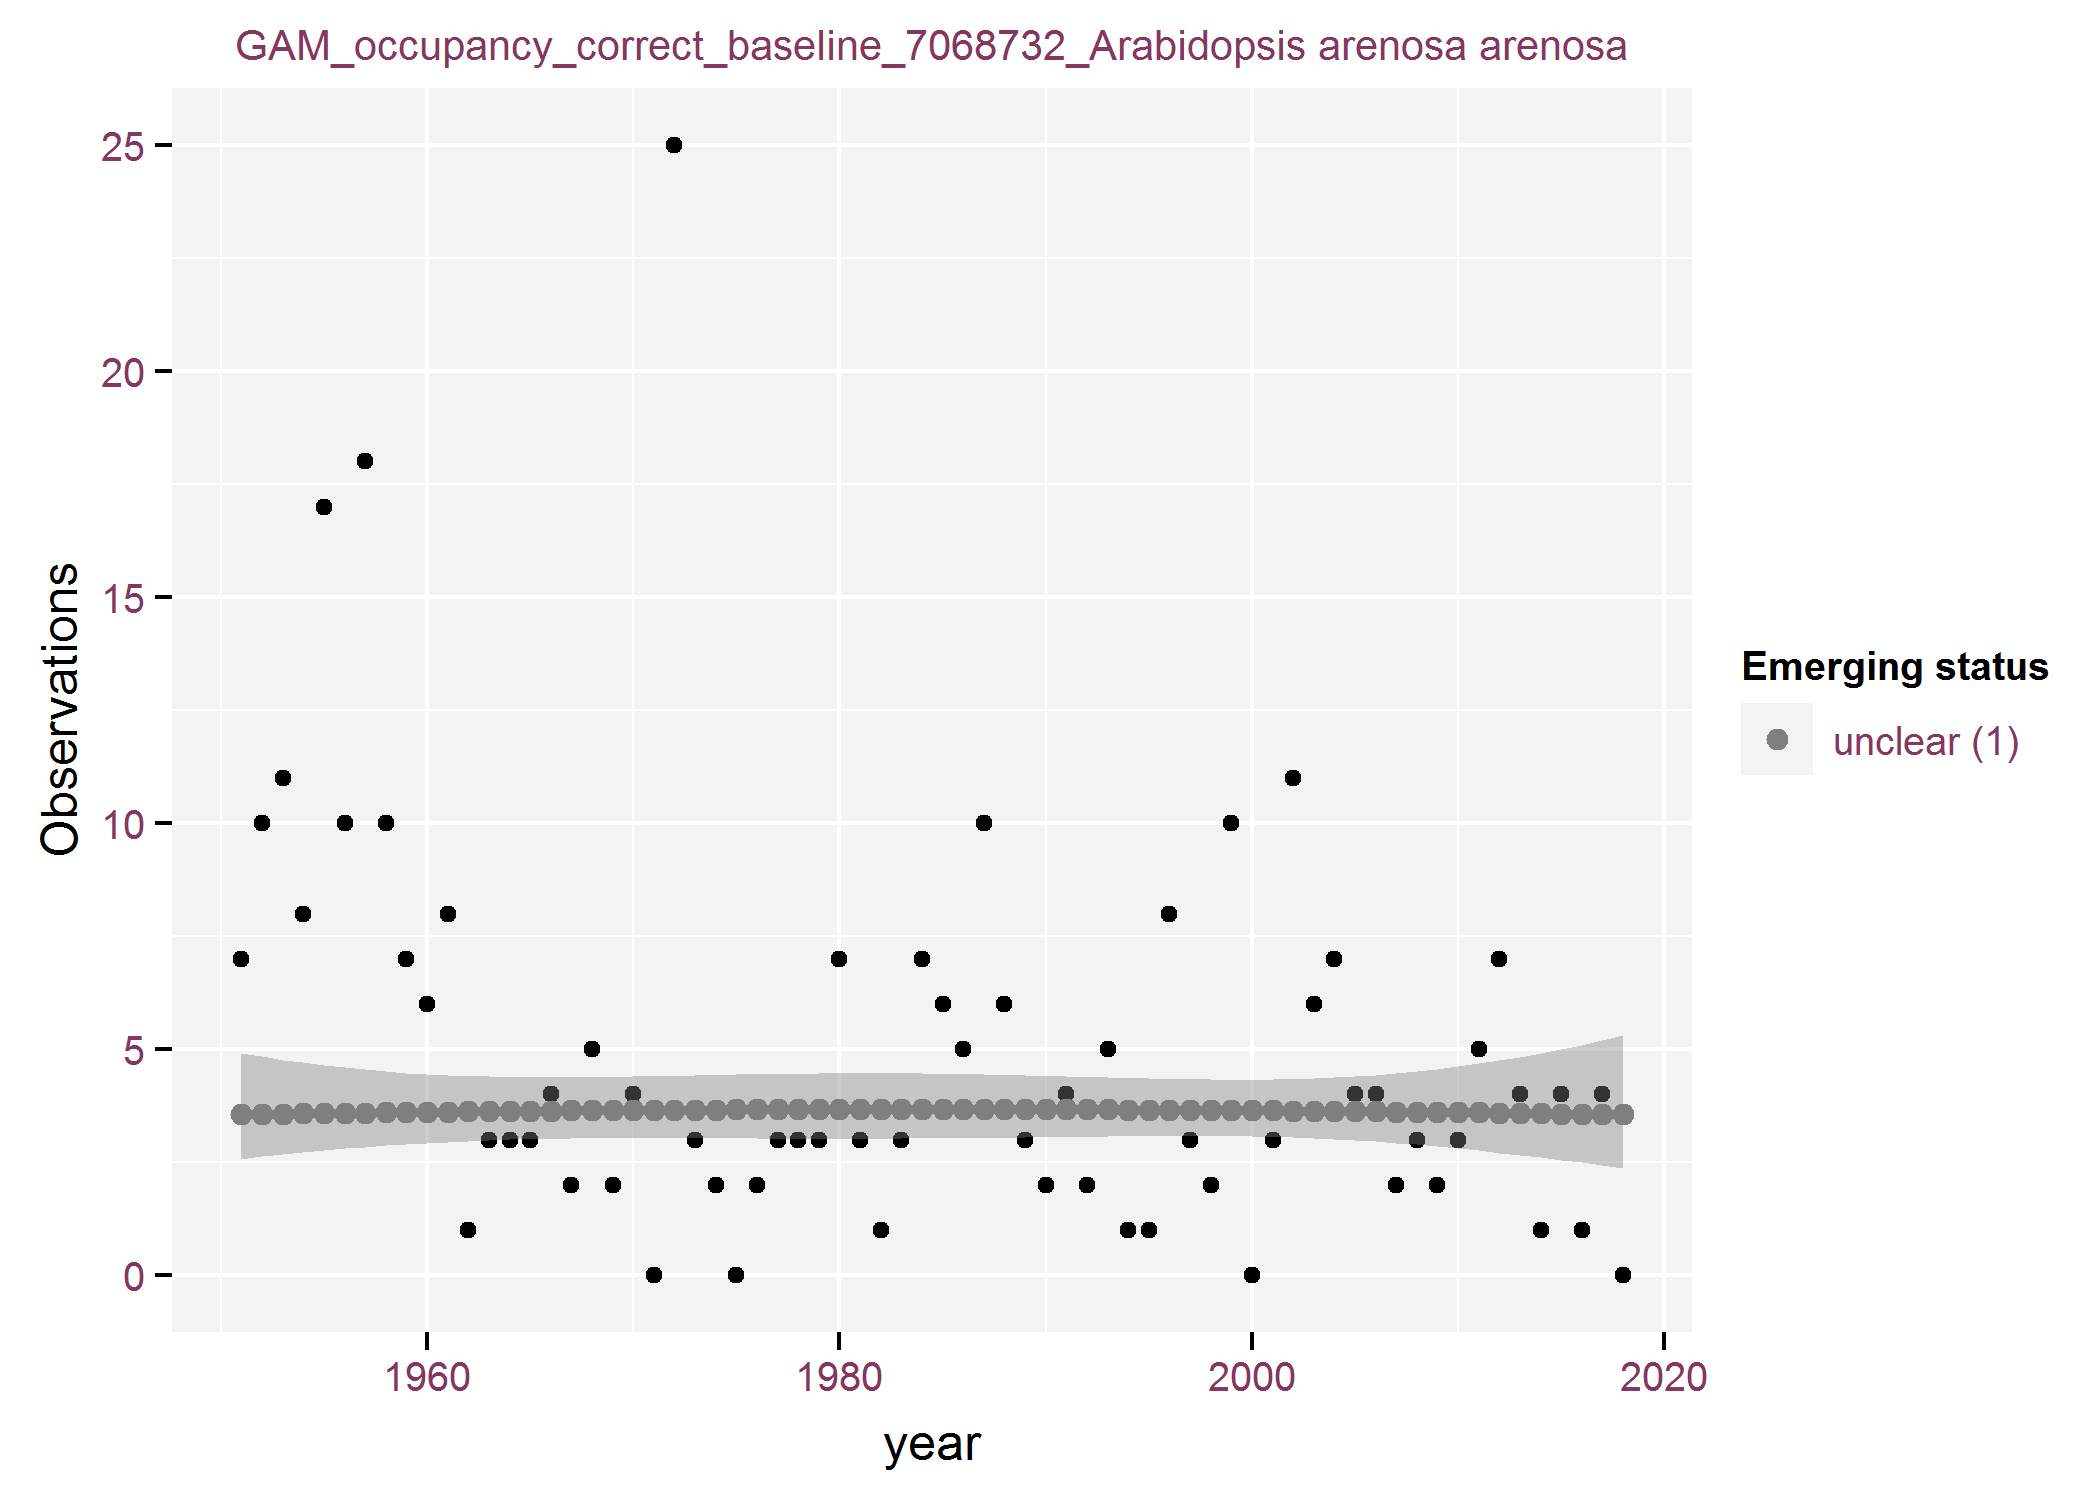 GAM_occupancy_correct_baseline_7068732_Arabidopsis arenosa arenosa
25
20
15
10
5
0
Observations
1960
1980
2000
2020
year
Emerging status
unclear (1)